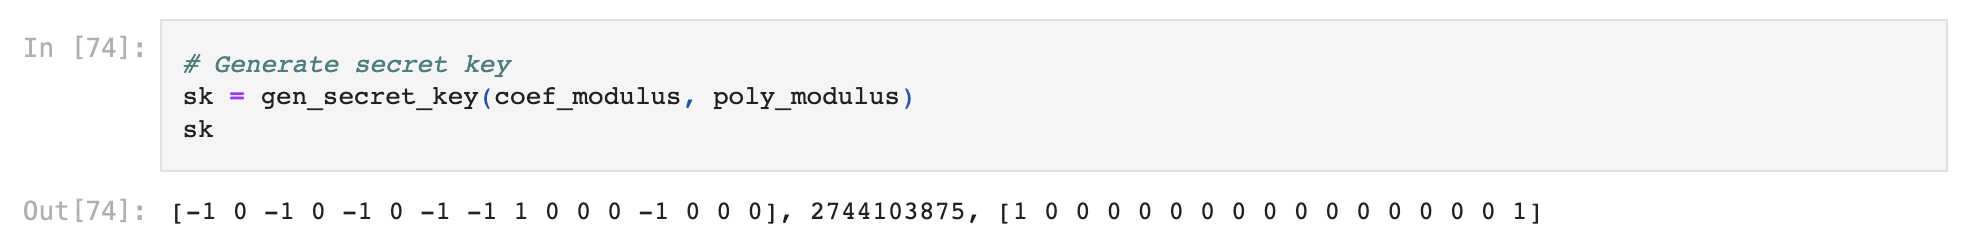 In [74]:
# Generate secret key
sk = gen_secret_key(coef_modulus, poly_modulus)
sk
Out[74]: [-1 0 -1 0 -1 0 -1 -1 1 0 0 0 -1 0 0 0], 2744103875, [1 0 0 0 0 0 0 0 0 0 0 0 0 0 0 0 1]